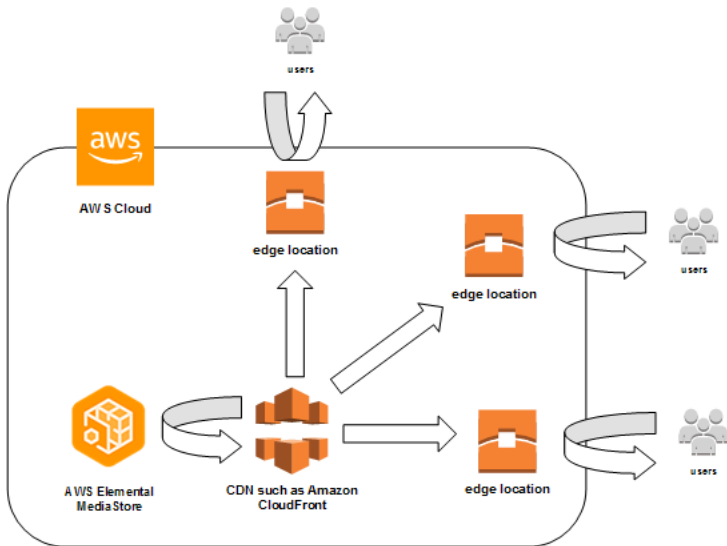 users
aws
AWS Cloud
edge location
edge location
users
AWS Elemental
MediaStore
CDN such as Amazon
CloudFront
edge location
users